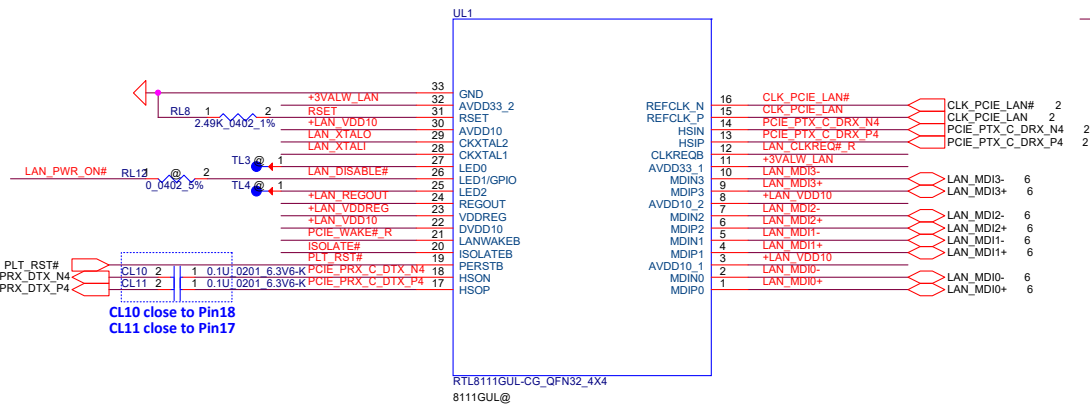 UL1
33 GND
+3VALW_LAN 32 AVDD33_2
RL8 1 2 RSET 31 RSET
2.49K_0402_1%
+LAN_VDD10 30 AVDD10
LAN_XTALO 29 CKXTAL2
LAN_XTALI 28 CKXTAL1
TL3 @ 1 27 LED0
LAN_PWR_ON# RL12 1 @ 2 LAN_DISABLE# 26 LED1/GPIO
0_0402_5%
TL4 @ 1 25 LED2
+LAN_REGOUT 24 REGOUT
+LAN_VDDREG 23 VDDREG
+LAN_VDD10 22 DVDD10
PCIE_WAKE#_R 21 LANWAKEB
ISOLATE# 20 ISOLATEB
PLT_RST# PLT_RST# 19 PERSTB
PRX_DTX_N4 CL10 2 1 0.1U_0201_6.3V6-K PCIE_PRX_C_DTX_N4 18 HSON
PRX_DTX_P4 CL11 2 1 0.1U_0201_6.3V6-K PCIE_PRX_C_DTX_P4 17 HSOP
CL10 close to Pin18
CL11 close to Pin17
REFCLK_N 16 CLK_PCIE_LAN# CLK_PCIE_LAN# 2
REFCLK_P 15 CLK_PCIE_LAN CLK_PCIE_LAN 2
HSIN 14 PCIE_PTX_C_DRX_N4 PCIE_PTX_C_DRX_N4 2
HSIP 13 PCIE_PTX_C_DRX_P4 PCIE_PTX_C_DRX_P4 2
CLKREQB 12 LAN_CLKREQ#_R
AVDD33_1 11 +3VALW_LAN
MDIN3 10 LAN_MDI3- LAN_MDI3- 6
MDIP3 9 LAN_MDI3+ LAN_MDI3+ 6
AVDD10_2 8 +LAN_VDD10
MDIN2 7 LAN_MDI2- LAN_MDI2- 6
MDIP2 6 LAN_MDI2+ LAN_MDI2+ 6
MDIN1 5 LAN_MDI1- LAN_MDI1- 6
MDIP1 4 LAN_MDI1+ LAN_MDI1+ 6
AVDD10_1 3 +LAN_VDD10
MDIN0 2 LAN_MDI0- LAN_MDI0- 6
MDIP0 1 LAN_MDI0+ LAN_MDI0+ 6
RTL8111GUL-CG_QFN32_4X4
8111GUL@